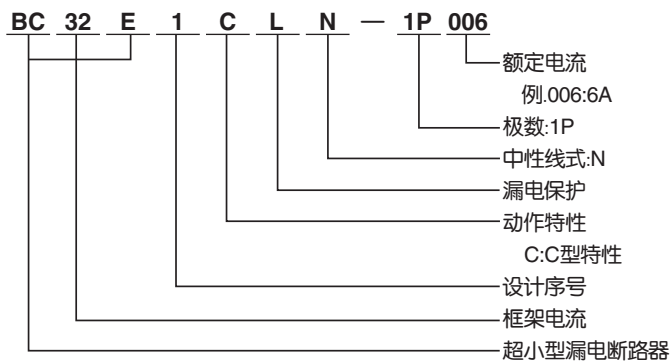 BC 32 E 1 C L N — 1P 006
额定电流
例.006:6A
极数:1P
中性线式:N
漏电保护
动作特性
C:C型特性
设计序号
框架电流
超小型漏电断路器